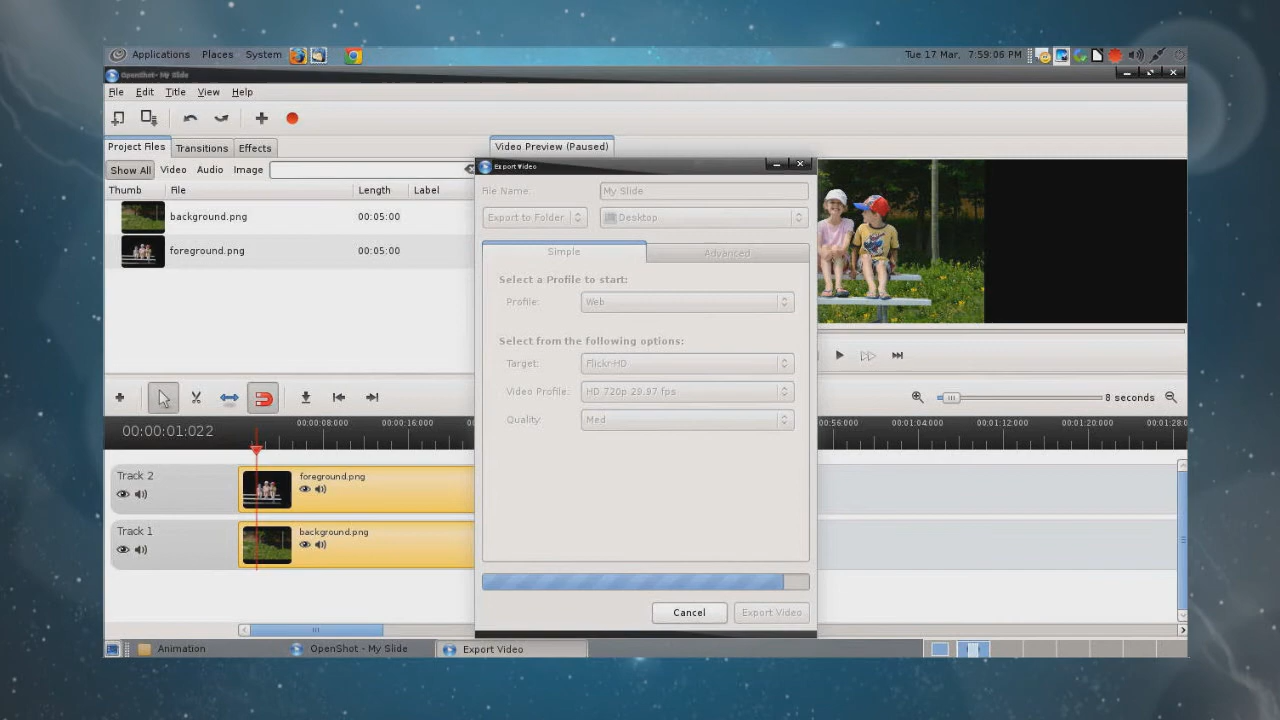 Applications Places System Tue 17 Mar, 7:59:06 PM
OpenShot - My Slide
File Edit Title View Help
Project Files Transitions Effects Video Preview (Paused)
Show All Video Audio Image
Export Video
Thumb File Length Label
File Name: My Slide
background.png 00:05:00
Export to Folder Desktop
foreground.png 00:05:00
Simple Advanced
Select a Profile to start:
Profile: Web
Select from the following options:
Target: Flickr-HD
Video Profile: HD 720p 29.97 fps
8 seconds
Quality: Med
00:00:01:022 00:00:08:000 00:00:16:000 00:01:04:000 00:01:12:000 00:01:20:000
Track 2 foreground.png
Track 1 background.png
Cancel Export Video
Animation OpenShot - My Slide Export Video